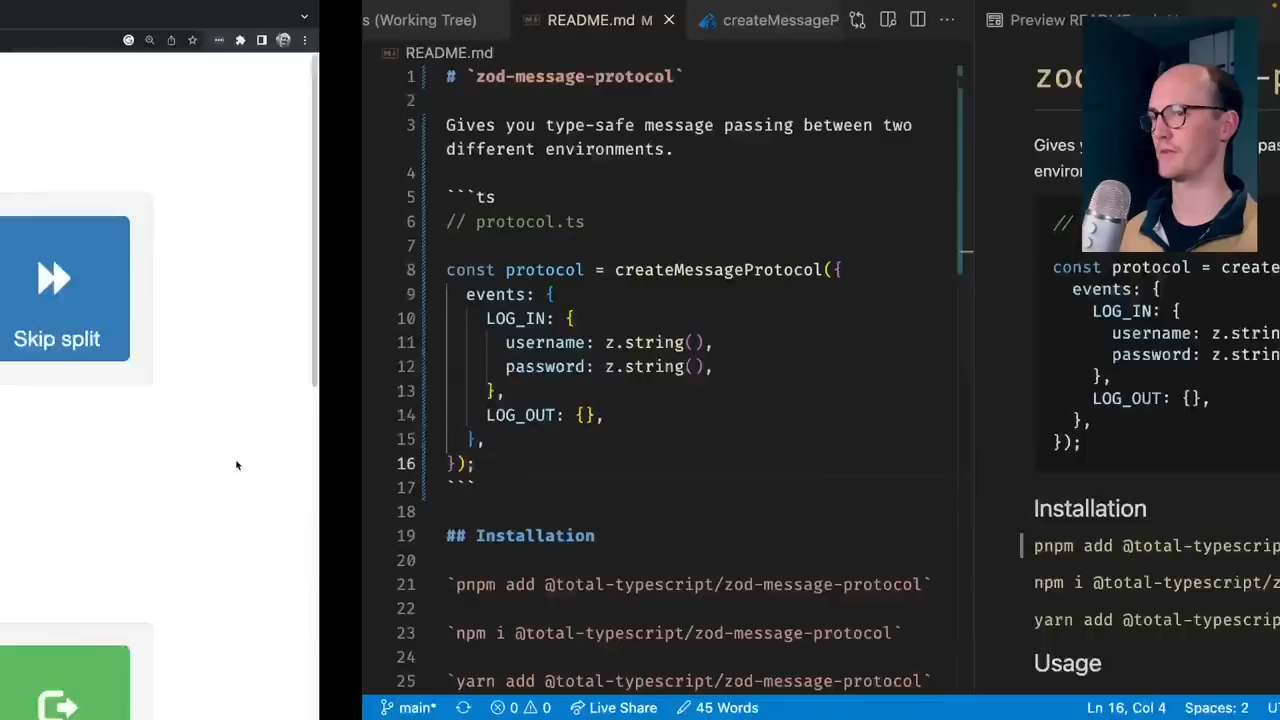 Skip split
s (Working Tree)
README.md M
createMessageP
Preview README.md
README.md
1 # `zod-message-protocol`
2
3 Gives you type-safe message passing between two
different environments.
4
5 ```ts
6 // protocol.ts
7
8 const protocol = createMessageProtocol({
9 events: {
10 LOG_IN: {
11 username: z.string(),
12 password: z.string(),
13 },
14 LOG_OUT: {},
15 },
16 });
17 ```
18
19 ## Installation
20
21 `pnpm add @total-typescript/zod-message-protocol`
22
23 `npm i @total-typescript/zod-message-protocol`
24
25 `yarn add @total-typescript/zod-message-protocol`
zod
Gives
pas
enviro
//
const protocol = create
events: {
LOG_IN: {
username: z.strin
password: z.strin
},
LOG_OUT: {},
},
});
Installation
pnpm add @total-typescrip
npm i @total-typescript/z
yarn add @total-typescrip
Usage
main*
0 0
Live Share
45 Words
Ln 16, Col 4
Spaces: 2